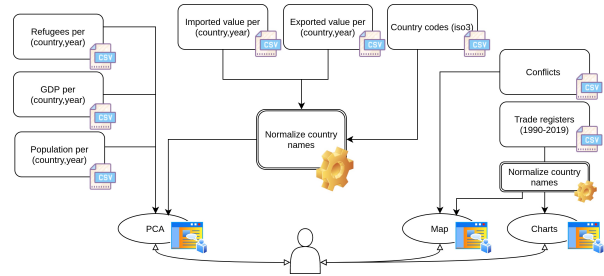 Refugees per
(country,year)
CSV
GDP per
(country,year)
CSV
Population per
(country,year)
CSV
Imported value per
(country,year)
CSV
Exported value per
(country,year)
CSV
Country codes (iso3)
CSV
Conflicts
CSV
Trade registers
(1990-2019)
CSV
Normalize country
names
Normalize country
names
PCA
Map
Charts